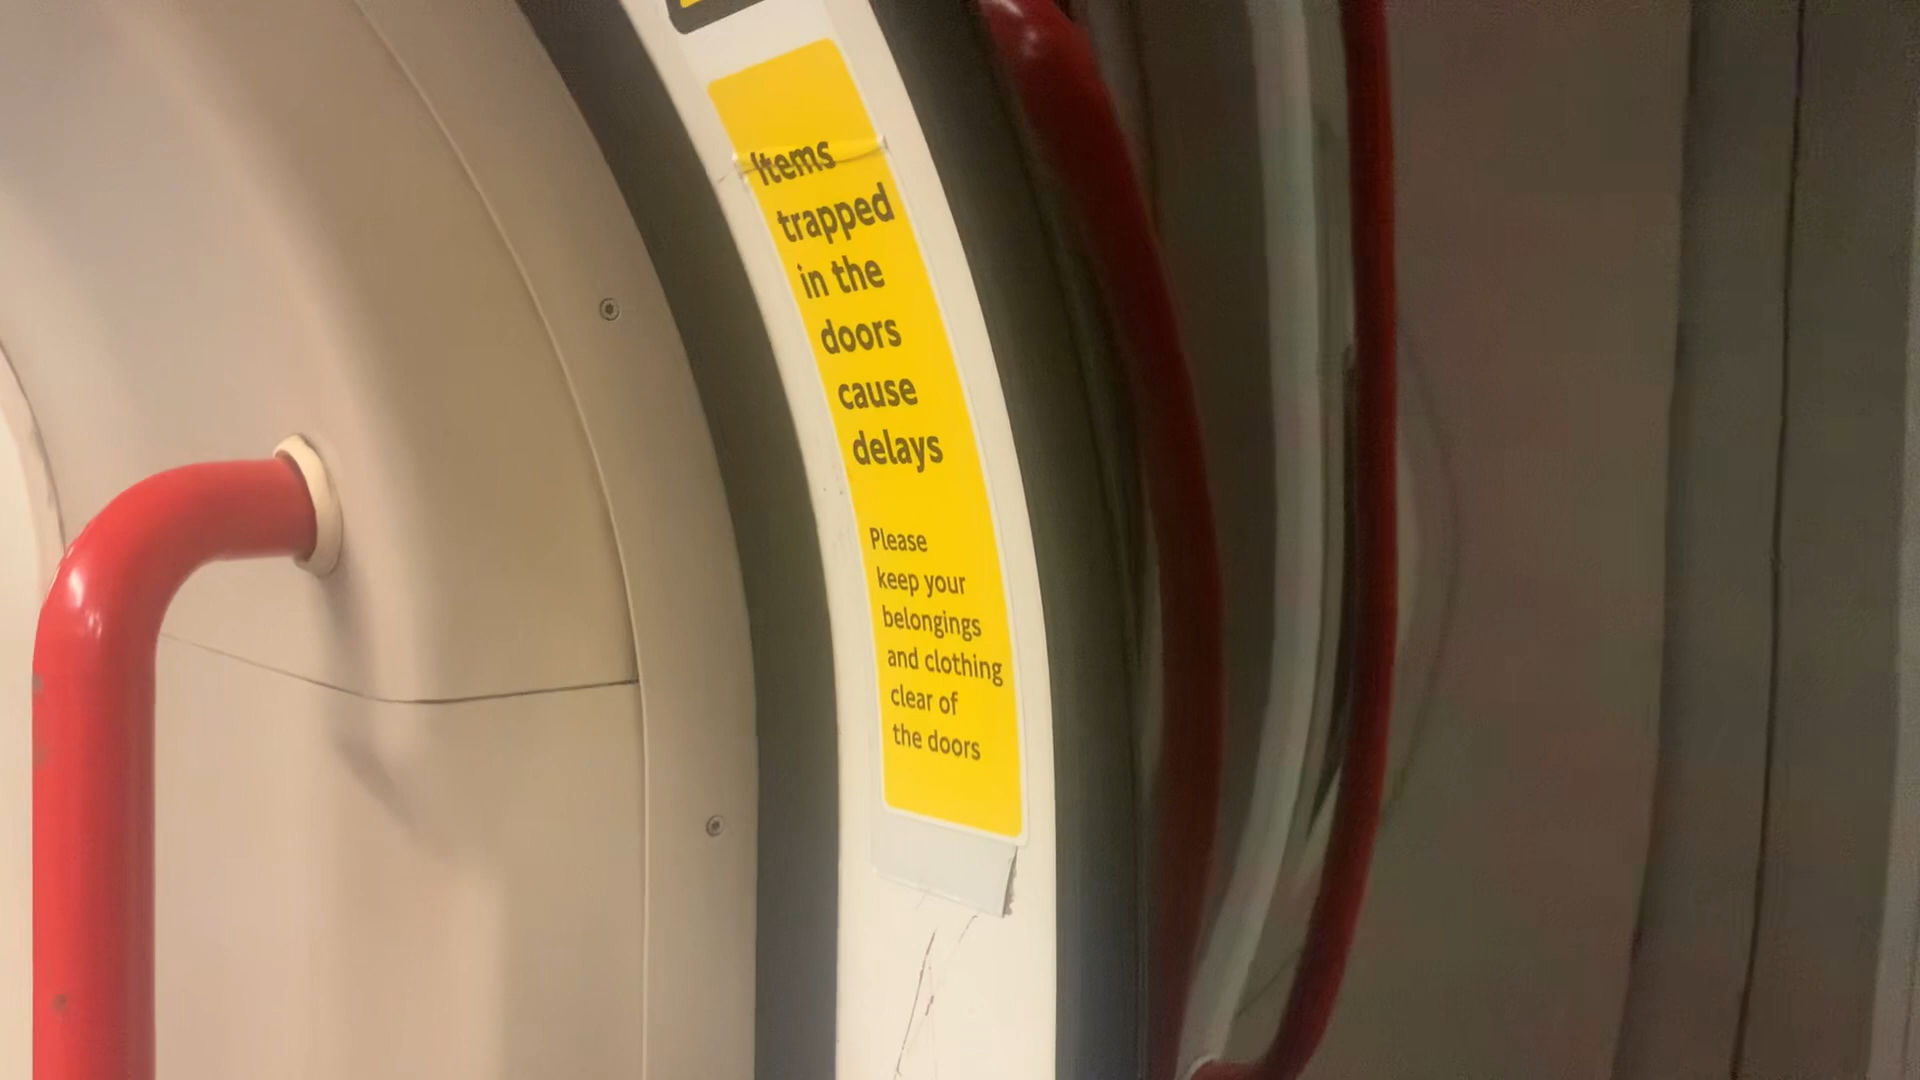 Items
trapped
in the
doors
cause
delays
Please
keep your
belongings
and clothing
clear of
the doors